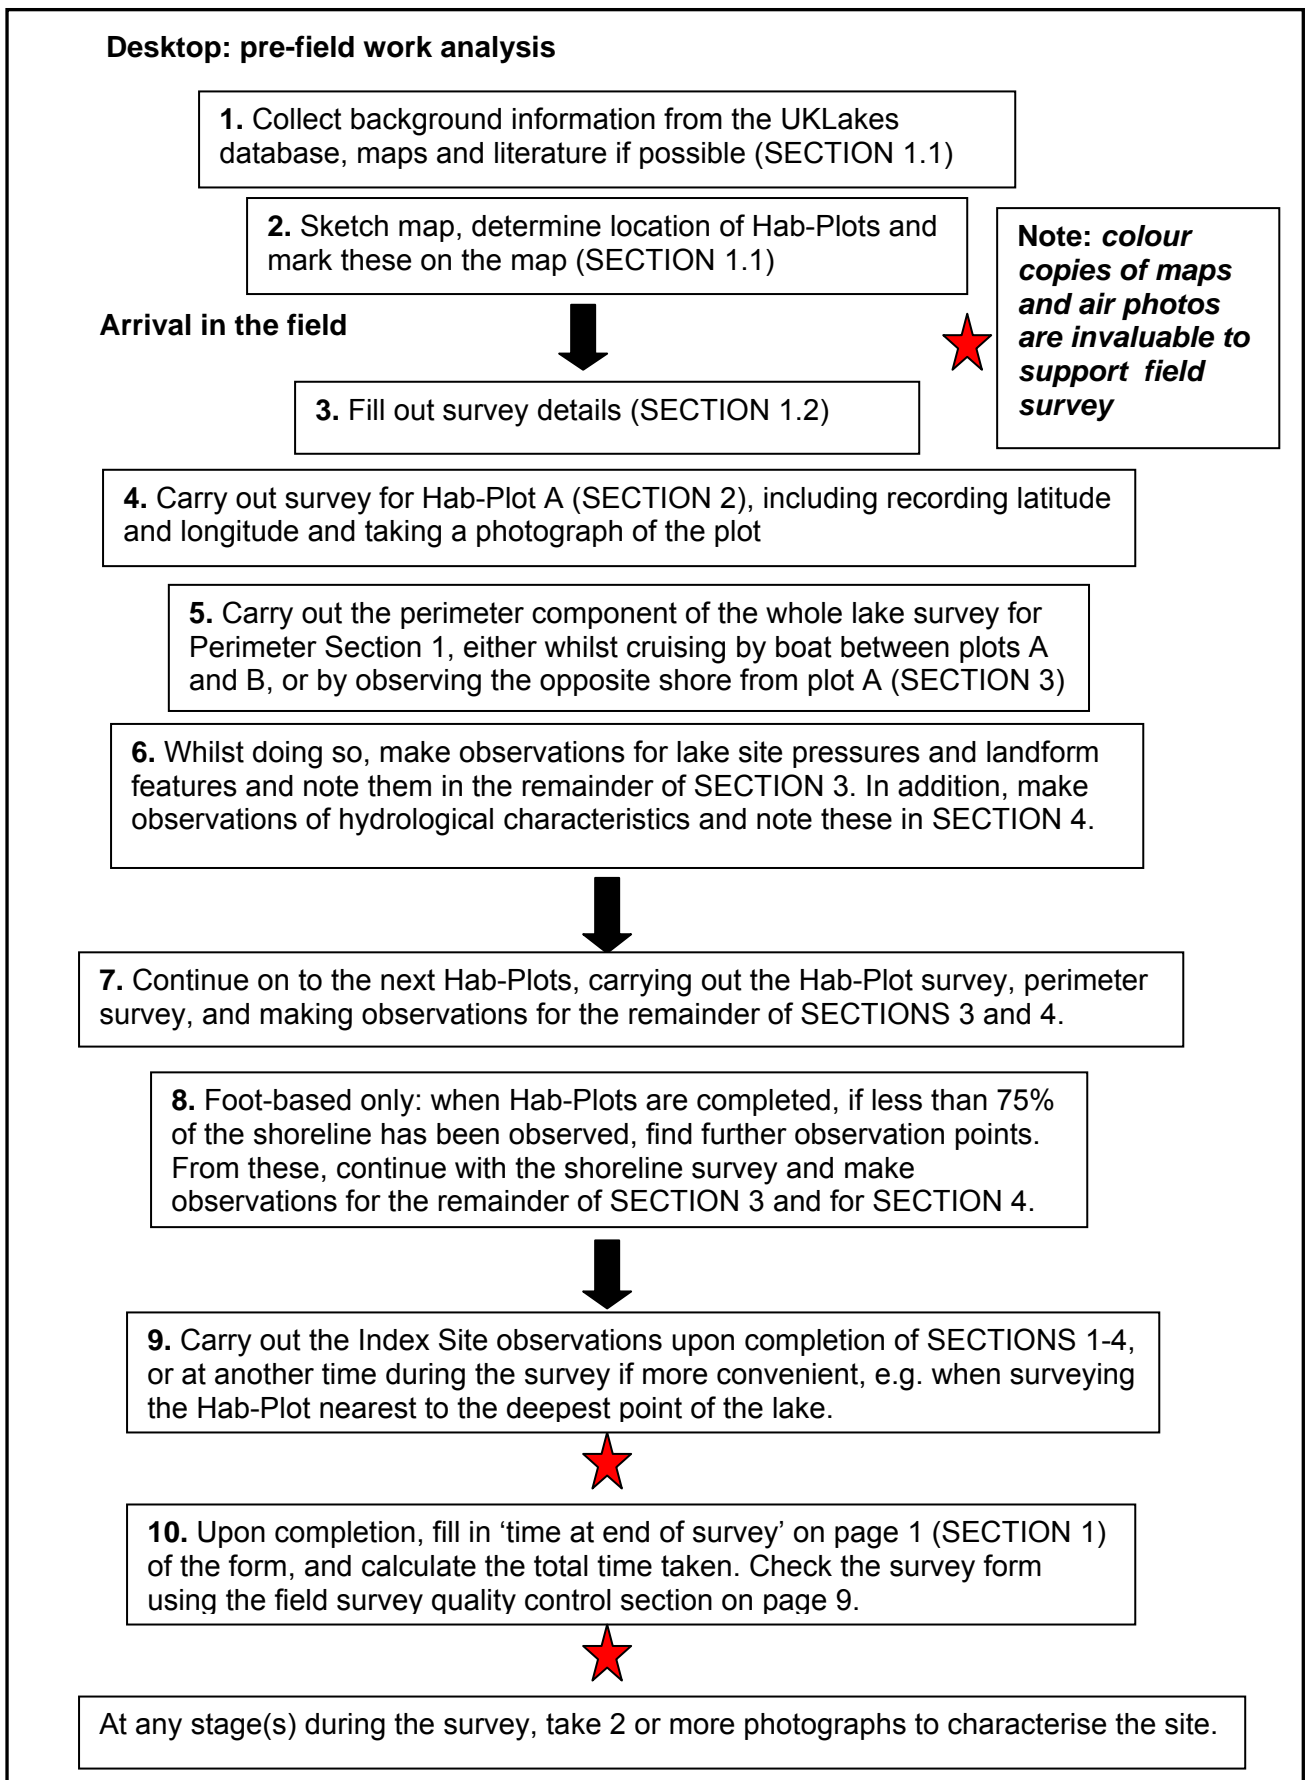 Desktop: pre-field work analysis
1. Collect background information from the UKLakes
database, maps and literature if possible (SECTION 1.1)
2. Sketch map, determine location of Hab-Plots and
mark these on the map (SECTION 1.1)
Note: colour
copies of maps
and air photos
are invaluable to
support field
survey
Arrival in the field
3. Fill out survey details (SECTION 1.2)
4. Carry out survey for Hab-Plot A (SECTION 2), including recording latitude
and longitude and taking a photograph of the plot
5. Carry out the perimeter component of the whole lake survey for
Perimeter Section 1, either whilst cruising by boat between plots A
and B, or by observing the opposite shore from plot A (SECTION 3)
6. Whilst doing so, make observations for lake site pressures and landform
features and note them in the remainder of SECTION 3. In addition, make
observations of hydrological characteristics and note these in SECTION 4.
7. Continue on to the next Hab-Plots, carrying out the Hab-Plot survey, perimeter
survey, and making observations for the remainder of SECTIONS 3 and 4.
8. Foot-based only: when Hab-Plots are completed, if less than 75%
of the shoreline has been observed, find further observation points.
From these, continue with the shoreline survey and make
observations for the remainder of SECTION 3 and for SECTION 4.
9. Carry out the Index Site observations upon completion of SECTIONS 1-4,
or at another time during the survey if more convenient, e.g. when surveying
the Hab-Plot nearest to the deepest point of the lake.
10. Upon completion, fill in ‘time at end of survey’ on page 1 (SECTION 1)
of the form, and calculate the total time taken. Check the survey form
using the field survey quality control section on page 9.
At any stage(s) during the survey, take 2 or more photographs to characterise the site.